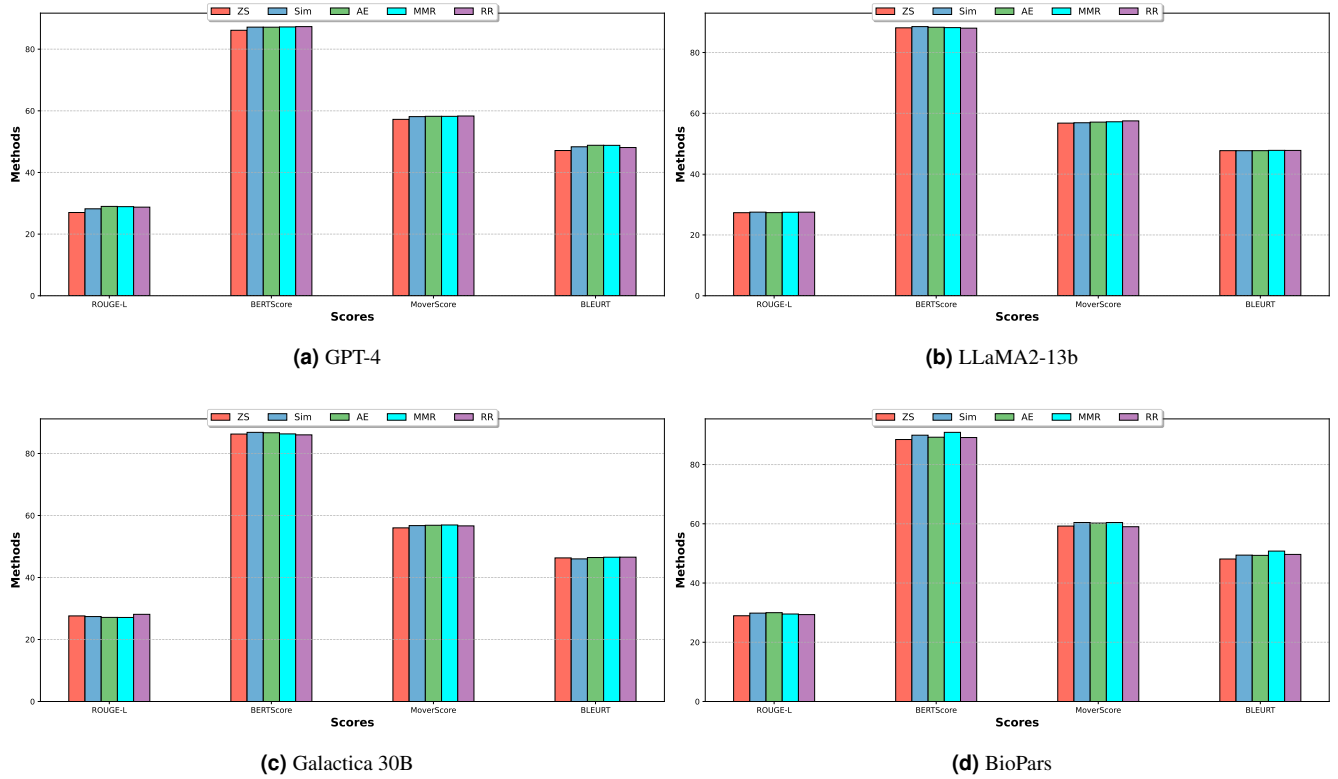 ZS Sim AE MMR RR
Methods
80
60
40
20
0
ROUGE-L BERTScore MoverScore BLEURT
Scores
(a) GPT-4
ZS Sim AE MMR RR
Methods
80
60
40
20
0
ROUGE-L BERTScore MoverScore BLEURT
Scores
(b) LLaMA2-13b
ZS Sim AE MMR RR
Methods
80
60
40
20
0
ROUGE-L BERTScore MoverScore BLEURT
Scores
(c) Galactica 30B
ZS Sim AE MMR RR
Methods
80
60
40
20
0
ROUGE-L BERTScore MoverScore BLEURT
Scores
(d) BioPars